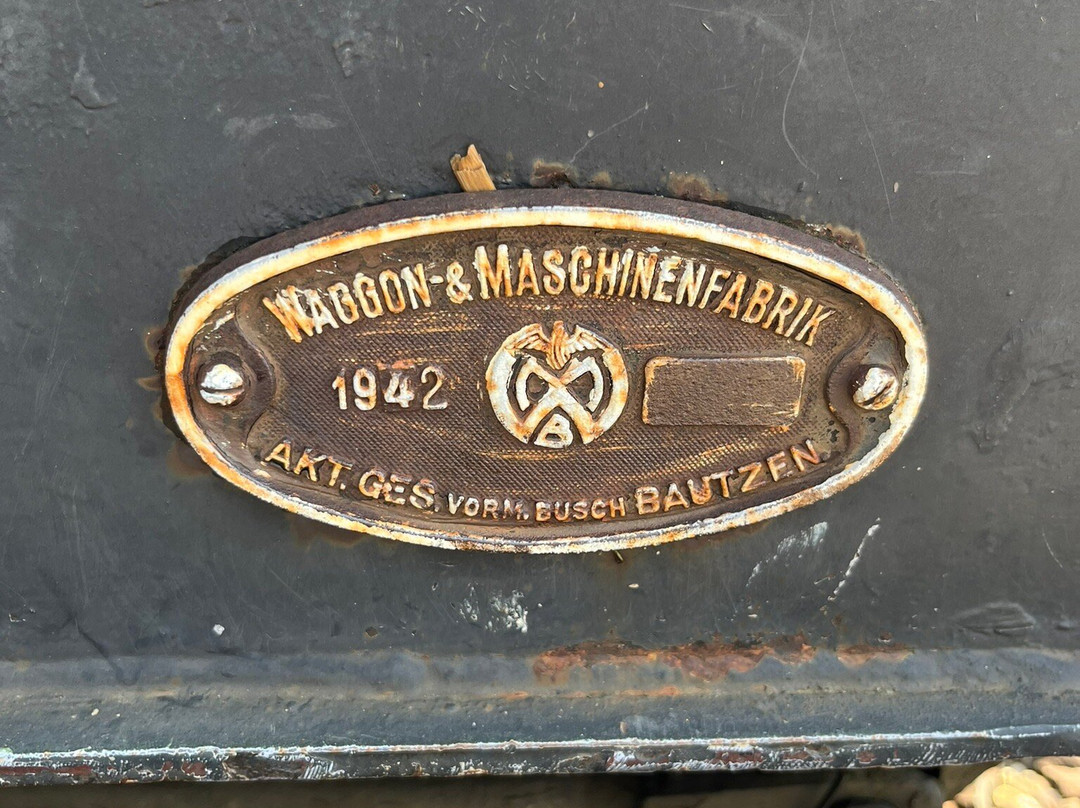 WAGGON- & MASCHINENFABRIK
1942
B
AKT. GES. VORM. BUSCH BAUTZEN